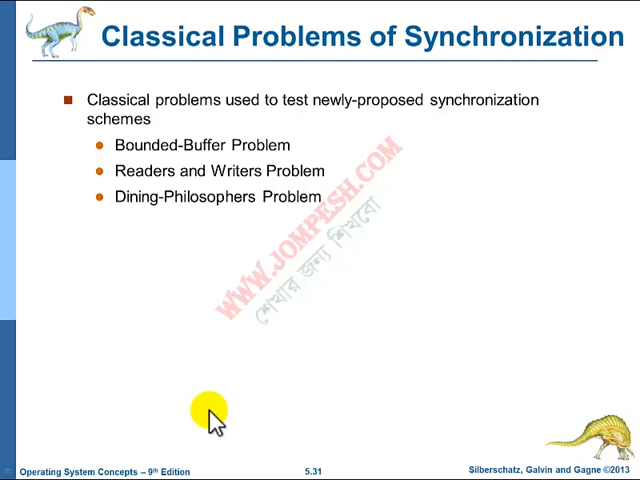 Classical Problems of Synchronization
Classical problems used to test newly-proposed synchronization
schemes
Bounded-Buffer Problem
Readers and Writers Problem
Dining-Philosophers Problem
WWW.JOMPESH.COM
শেখার জন্য শিখবো
Operating System Concepts – 9th Edition
5.31
Silberschatz, Galvin and Gagne ©2013